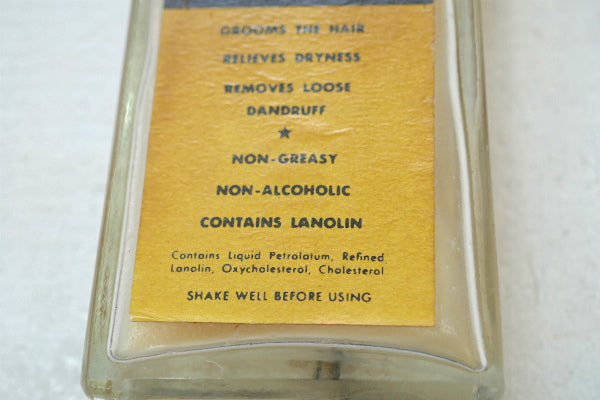 GROOMS THE HAIR
RELIEVES DRYNESS
REMOVES LOOSE
DANDRUFF
★
NON-GREASY
NON-ALCOHOLIC
CONTAINS LANOLIN
Contains Liquid Petrolatum, Refined
Lanolin, Oxycholesterol, Cholesterol
SHAKE WELL BEFORE USING